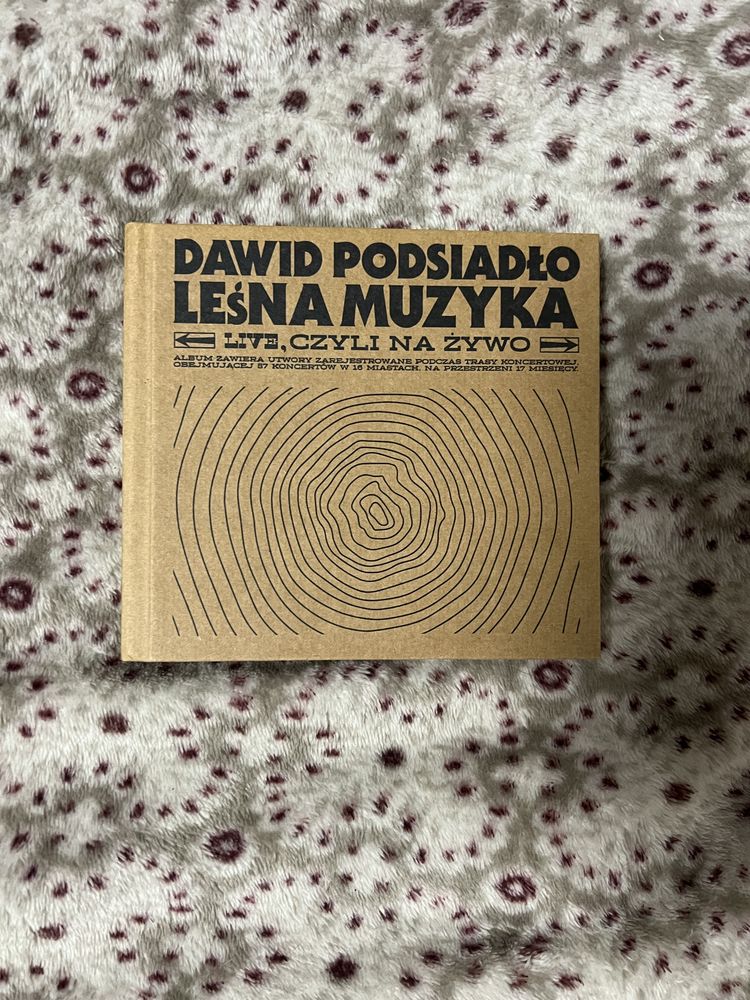 DAWID PODSIADŁO
LEŚNA MUZYKA
LIVE, CZYLI NA ŻYWO
ALBUM ZAWIERA UTWORY ZAREJESTROWANE PODCZAS TRASY KONCERTOWEJ,
OBEJMUJĄCEJ 57 KONCERTÓW W 16 MIASTACH, NA PRZESTRZENI 17 MIESIĘCY.